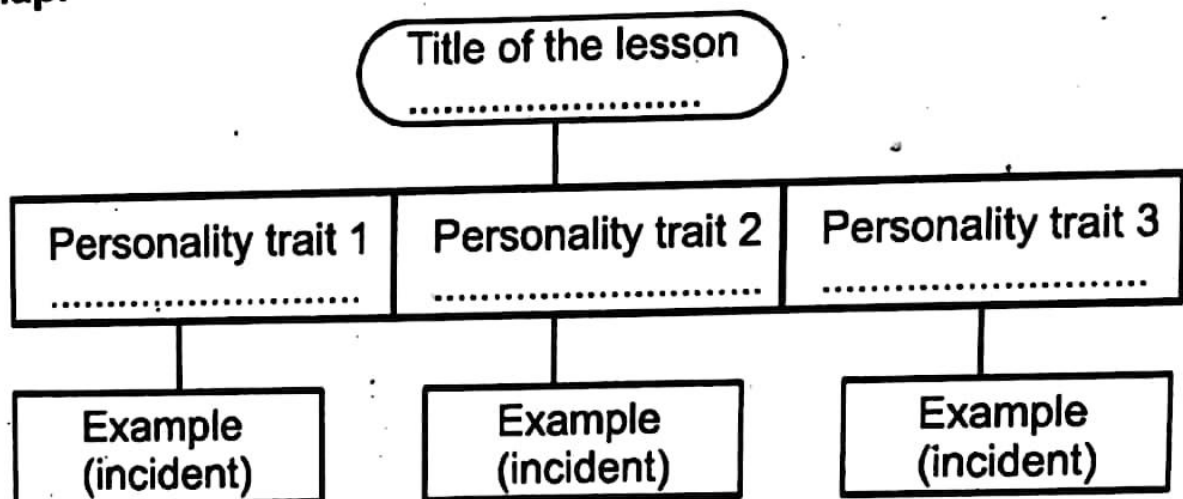 Title of the lesson
..........................
Personality trait 1
Personality trait 2
Personality trait 3
............................
.............................
.............................
Example
(incident)
Example
(incident)
Example
(incident)